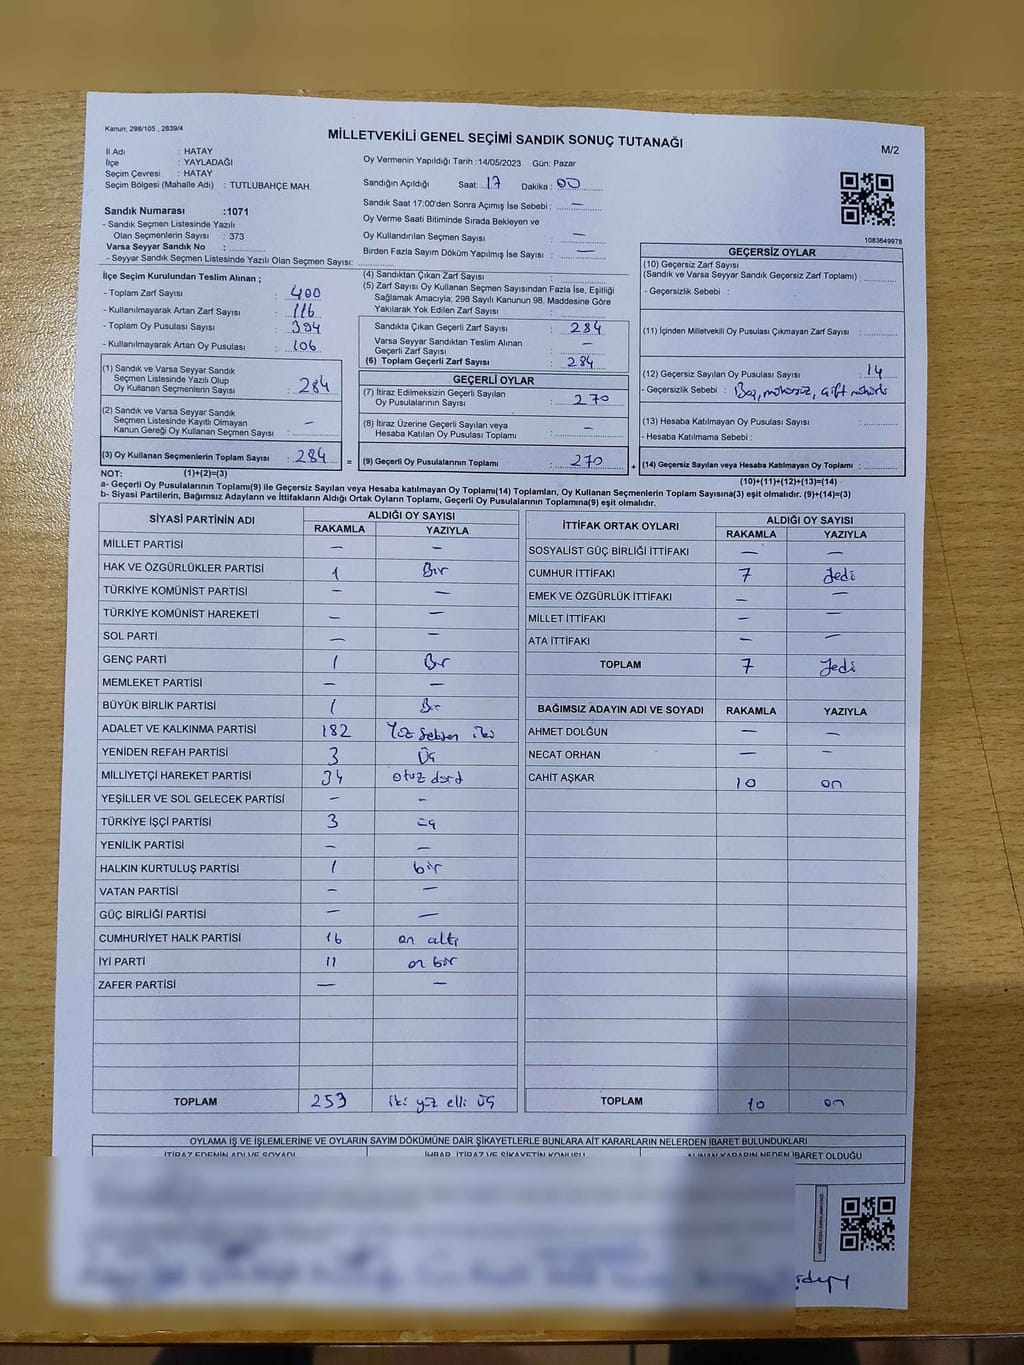 Kanun; 298/105 , 2839/4
MİLLETVEKİLİ GENEL SEÇİMİ SANDIK SONUÇ TUTANAĞI
M/2
İl Adı : HATAY
İlçe : YAYLADAĞI
Seçim Çevresi : HATAY
Seçim Bölgesi (Mahalle Adı) : TUTLUBAHÇE MAH.
Oy Vermenin Yapıldığı Tarih :14/05/2023 Gün: Pazar
Sandığın Açıldığı Saat: 17 Dakika : 00
Sandık Saat 17:00'den Sonra Açımış İse Sebebi : —
Oy Verme Saati Bitiminde Sırada Bekleyen ve
Oy Kullandırılan Seçmen Sayısı : —
Birden Fazla Sayım Döküm Yapılmış İse Sayısı : —
Sandık Numarası :1071
- Sandık Seçmen Listesinde Yazılı
Olan Seçmenlerin Sayısı : 373
Varsa Seyyar Sandık No :
- Seyyar Sandık Seçmen Listesinde Yazılı Olan Seçmen Sayısı:
1083649978
İlçe Seçim Kurulundan Teslim Alınan ;
- Toplam Zarf Sayısı : 400
- Kullanılmayarak Artan Zarf Sayısı : 116
- Toplam Oy Pusulası Sayısı : 394
- Kullanılmayarak Artan Oy Pusulası : 106
(1) Sandık ve Varsa Seyyar Sandık
Seçmen Listesinde Yazılı Olup
Oy Kullanan Seçmenlerin Sayısı : 284
(2) Sandık ve Varsa Seyyar Sandık
Seçmen Listesinde Kayıtlı Olmayan
Kanun Gereği Oy Kullanan Seçmen Sayısı : —
(3) Oy Kullanan Seçmenlerin Toplam Sayısı : 284 =
(4) Sandıktan Çıkan Zarf Sayısı :
(5) Zarf Sayısı Oy Kullanan Seçmen Sayısından Fazla İse, Eşitliği
Sağlamak Amacıyla; 298 Sayılı Kanunun 98. Maddesine Göre
Yakılarak Yok Edilen Zarf Sayısı :
Sandıkta Çıkan Geçerli Zarf Sayısı : 284
Varsa Seyyar Sandıktan Teslim Alınan
Geçerli Zarf Sayısı : —
(6) Toplam Geçerli Zarf Sayısı : 284
GEÇERLİ OYLAR
(7) İtiraz Edilmeksizin Geçerli Sayılan
Oy Pusulalarının Sayısı : 270
(8) İtiraz Üzerine Geçerli Sayılan veya
Hesaba Katılan Oy Pusulası Toplamı : —
(9) Geçerli Oy Pusulalarının Toplamı : 270 +
GEÇERSİZ OYLAR
(10) Geçersiz Zarf Sayısı
(Sandık ve Varsa Seyyar Sandık Geçersiz Zarf Toplamı) :
- Geçersizlik Sebebi :
(11) İçinden Milletvekili Oy Pusulası Çıkmayan Zarf Sayısı :
(12) Geçersiz Sayılan Oy Pusulası Sayısı : 14
- Geçersizlik Sebebi : Boş, mühürsüz, çift mühürlü
(13) Hesaba Katılmayan Oy Pusulası Sayısı :
- Hesaba Katılmama Sebebi :
(14) Geçersiz Sayılan veya Hesaba Katılmayan Oy Toplamı :
NOT: (1)+(2)=(3) (10)+(11)+(12)+(13)=(14)
a- Geçerli Oy Pusulalarının Toplamı(9) ile Geçersiz Sayılan veya Hesaba katılmayan Oy Toplamı(14) Toplamları, Oy Kullanan Seçmenlerin Toplam Sayısına(3) eşit olmalıdır. (9)+(14)=(3)
b- Siyasi Partilerin, Bağımsız Adayların ve İttifakların Aldığı Ortak Oyların Toplamı, Geçerli Oy Pusulalarının Toplamına(9) eşit olmalıdır.
SİYASİ PARTİNİN ADI ALDIĞI OY SAYISI
RAKAMLA YAZIYLA
MİLLET PARTİSİ — —
HAK VE ÖZGÜRLÜKLER PARTİSİ 1 Bir
TÜRKİYE KOMÜNİST PARTİSİ — —
TÜRKİYE KOMÜNİST HAREKETİ — —
SOL PARTİ — —
GENÇ PARTİ 1 Bir
MEMLEKET PARTİSİ — —
BÜYÜK BİRLİK PARTİSİ 1 Bir
ADALET VE KALKINMA PARTİSİ 182 Yüz seksen iki
YENİDEN REFAH PARTİSİ 3 Üç
MİLLİYETÇİ HAREKET PARTİSİ 34 otuz dörd
YEŞİLLER VE SOL GELECEK PARTİSİ — —
TÜRKİYE İŞÇİ PARTİSİ 3 üç
YENİLİK PARTİSİ — —
HALKIN KURTULUŞ PARTİSİ 1 bir
VATAN PARTİSİ — —
GÜÇ BİRLİĞİ PARTİSİ — —
CUMHURİYET HALK PARTİSİ 16 on altı
İYİ PARTİ 11 on bir
ZAFER PARTİSİ — —
TOPLAM 253 iki yüz elli üç
İTTİFAK ORTAK OYLARI ALDIĞI OY SAYISI
RAKAMLA YAZIYLA
SOSYALİST GÜÇ BİRLİĞİ İTTİFAKI — —
CUMHUR İTTİFAKI 7 Yedi
EMEK VE ÖZGÜRLÜK İTTİFAKI — —
MİLLET İTTİFAKI — —
ATA İTTİFAKI — —
TOPLAM 7 Yedi
BAĞIMSIZ ADAYIN ADI VE SOYADI RAKAMLA YAZIYLA
AHMET DOLĞUN — —
NECAT ORHAN — —
CAHİT AŞKAR 10 on
TOPLAM 10 on
OYLAMA İŞ VE İŞLEMLERİNE VE OYLARIN SAYIM DÖKÜMÜNE DAİR ŞİKAYETLERLE BUNLARA AİT KARARLARIN NELERDEN İBARET BULUNDUKLARI
İTİRAZ EDENİN ADI VE SOYADI İHBAR, İTİRAZ VE ŞİKAYETİN KONUSU ALINAN KARARIN NEDEN İBARET OLDUĞU